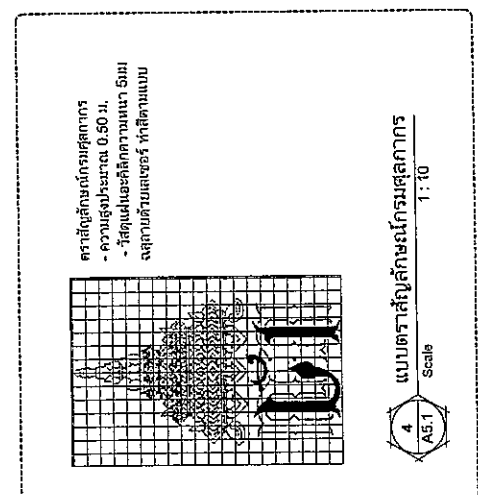 ตราสัญลักษณ์กรมศุลกากร
- ความสูงประมาณ 0.50 ม.
- วัสดุแผ่นอะคิลิกความหนา 5มม
ฉลุลายด้วยเลเซอร์ ทำสีตามแบบ
4
A5.1
แบบตราสัญลักษณ์กรมศุลกากร
Scale 1 : 10